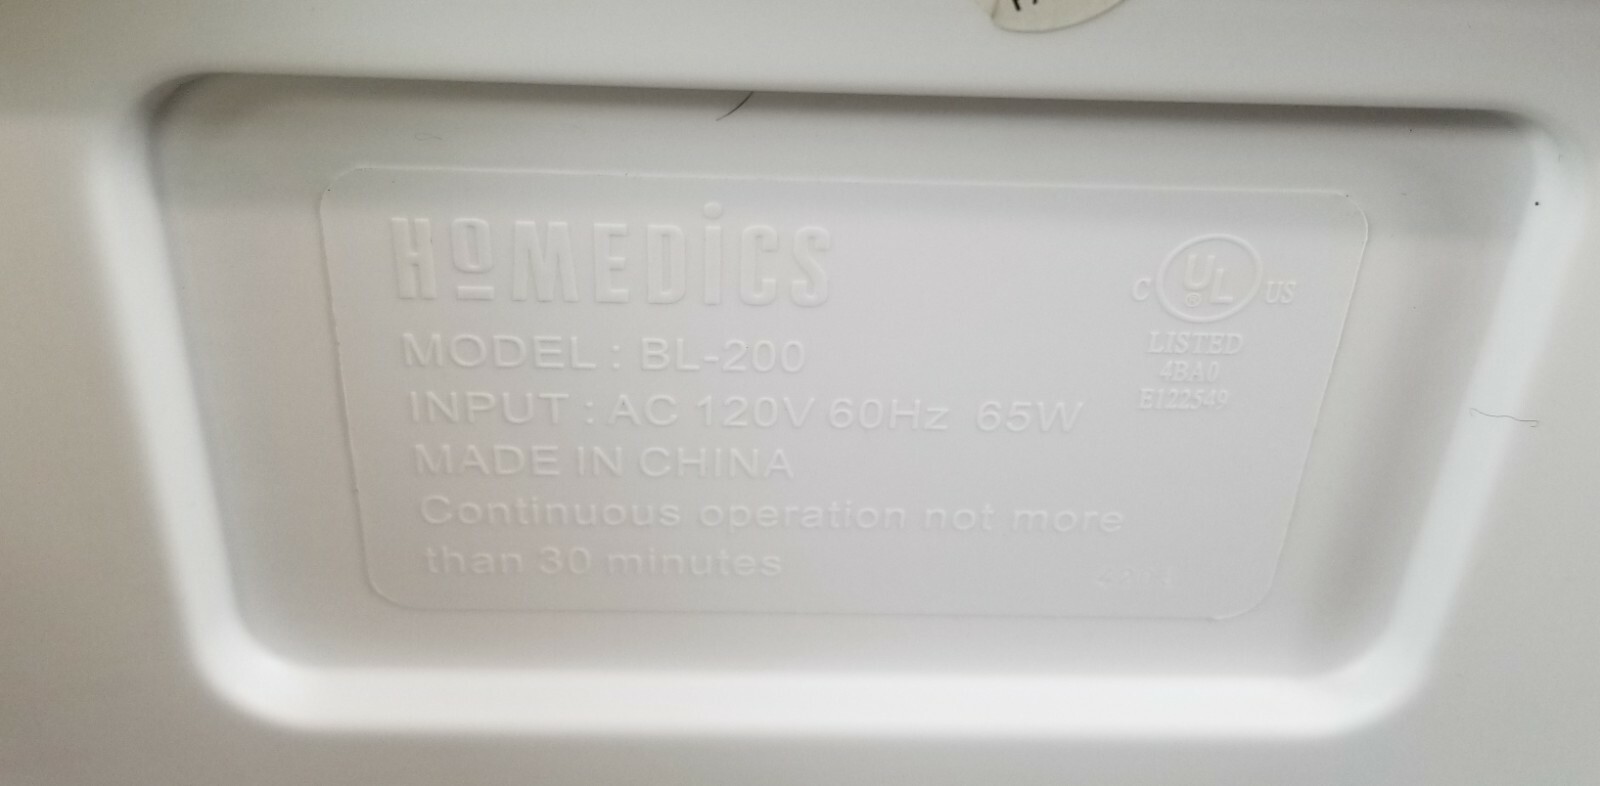 HOMEDICS
MODEL : BL-200
INPUT : AC 120V 60Hz 65W
MADE IN CHINA
Continuous operation not more
than 30 minutes
C UL ® US
LISTED
4BA0
E122549